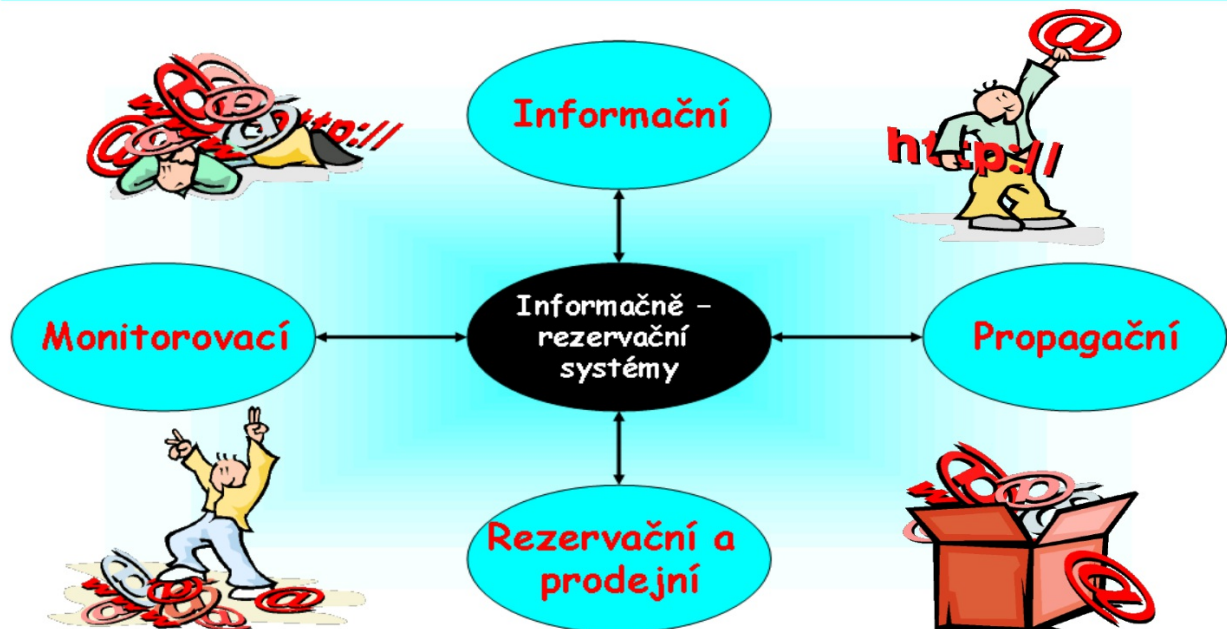 Informační
http://
http://
Informačně –
rezervační
systémy
Monitorovací
Propagační
Rezervační a
prodejní
@
@
@
@